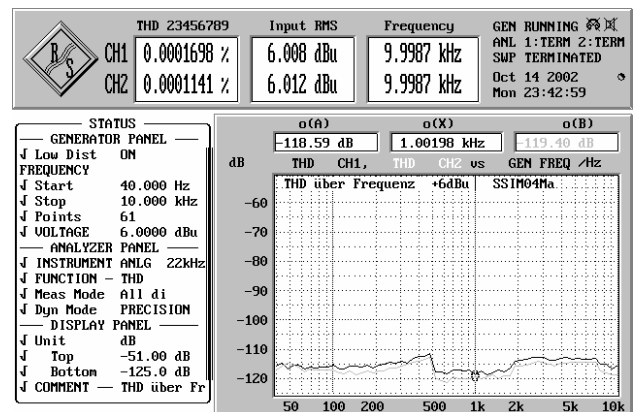 THD 23456789 Input RMS Frequency
GEN RUNNING
ANL 1:TERM 2:TERM
SWP TERMINATED
Oct 14 2002
Mon 23:42:59
R
S
CH1 0.0001698 % 6.008 dBu 9.9987 kHz
CH2 0.0001141 % 6.012 dBu 9.9987 kHz
STATUS
GENERATOR PANEL
Low Dist ON
FREQUENCY
Start 40.000 Hz
Stop 10.000 kHz
Points 61
VOLTAGE 6.0000 dBu
ANALYZER PANEL
INSTRUMENT ANLG 22kHz
FUNCTION — THD
Meas Mode All di
Dyn Mode PRECISION
DISPLAY PANEL
Unit dB
Top -51.00 dB
Bottom -125.0 dB
COMMENT — THD über Fr
o(A) o(X) o(B)
-118.59 dB 1.00198 kHz -119.40 dB
dB THD CH1, THD CH2 vs GEN FREQ /Hz
THD über Frequenz +6dBu SSIM04Ma
-60
-70
-80
-90
-100
-110
-120
50 100 200 500 1k 2k 5k 10k